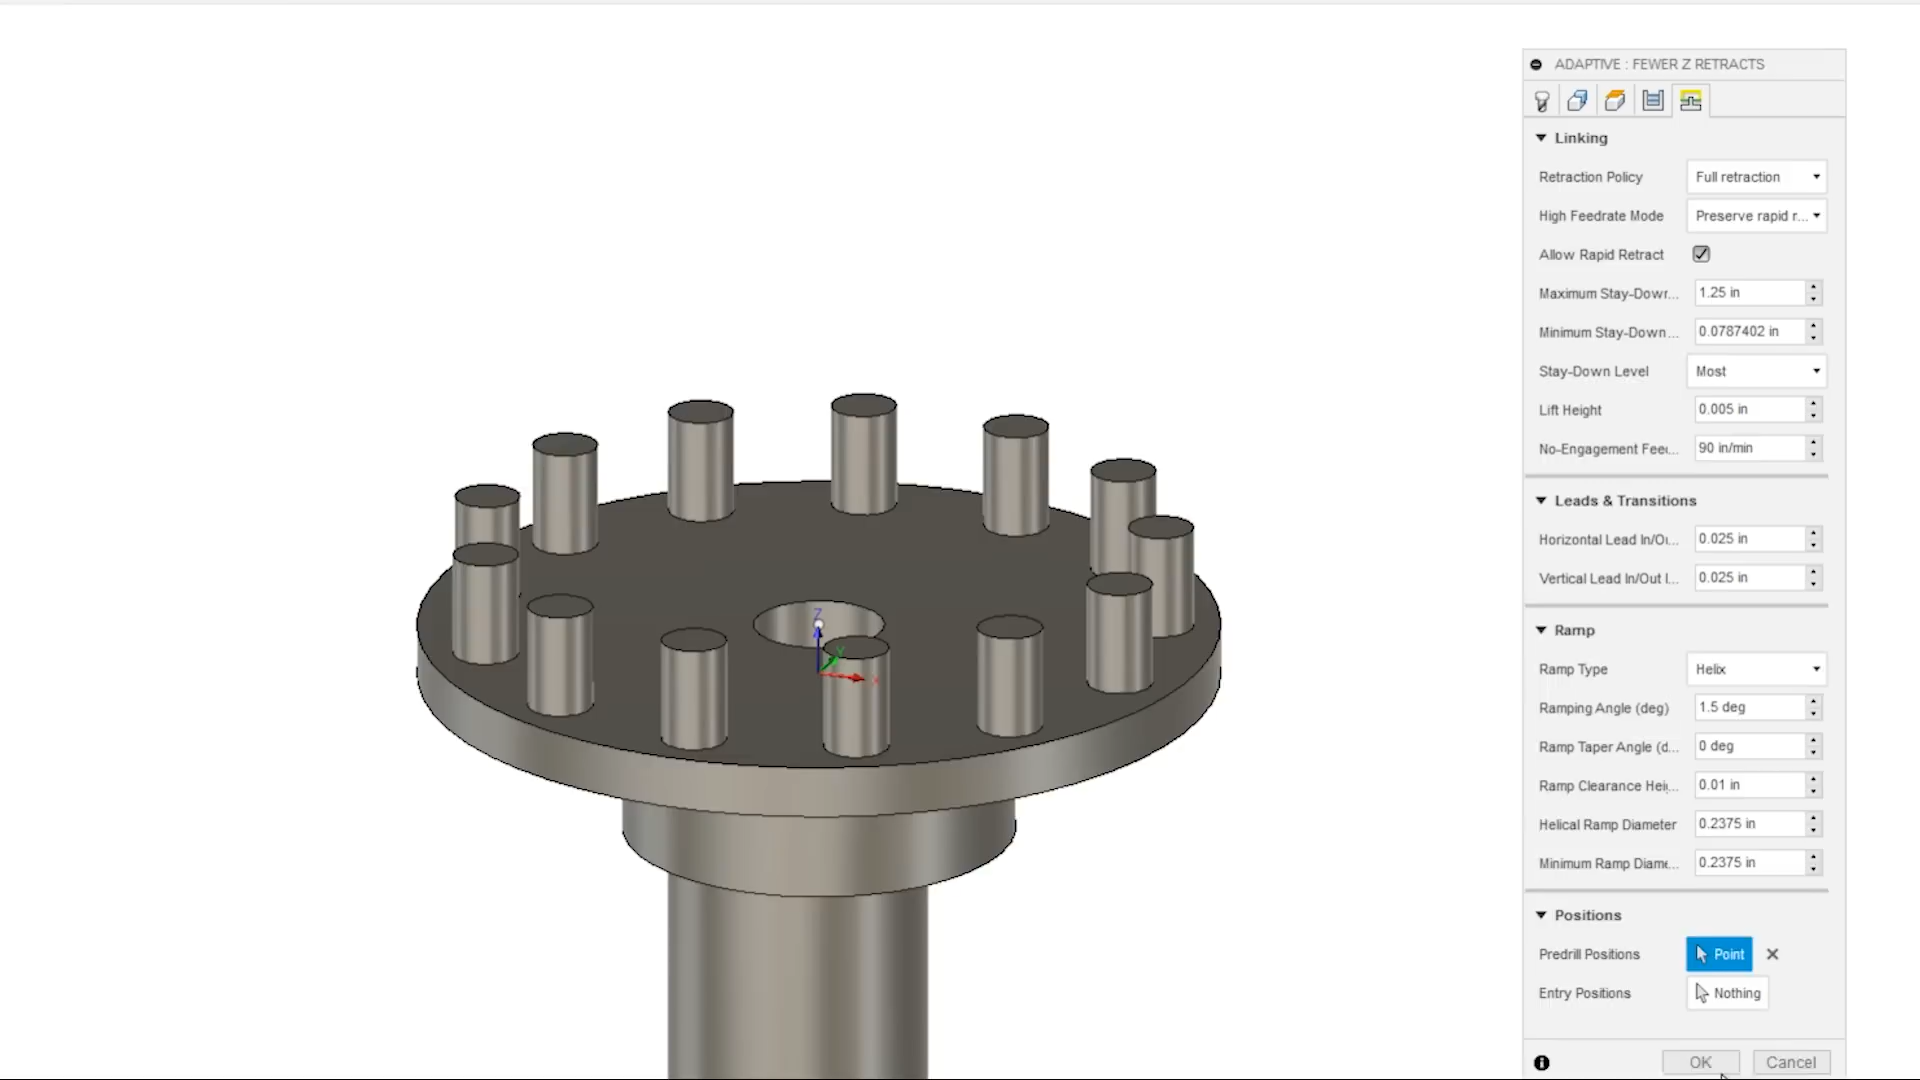 ADAPTIVE : FEWER Z RETRACTS
Linking
Retraction Policy Full retraction
High Feedrate Mode Preserve rapid r...
Allow Rapid Retract
Maximum Stay-Dowr... 1.25 in
Minimum Stay-Down... 0.0787402 in
Stay-Down Level Most
Lift Height 0.005 in
No-Engagement Fee... 90 in/min
Leads & Transitions
Horizontal Lead In/Ou... 0.025 in
Vertical Lead In/Out l... 0.025 in
Ramp
Ramp Type Helix
Ramping Angle (deg) 1.5 deg
Ramp Taper Angle (d... 0 deg
Ramp Clearance Hei... 0.01 in
Helical Ramp Diameter 0.2375 in
Minimum Ramp Diame... 0.2375 in
Positions
Predrill Positions Point
Entry Positions Nothing
OK Cancel
Z
Y
X